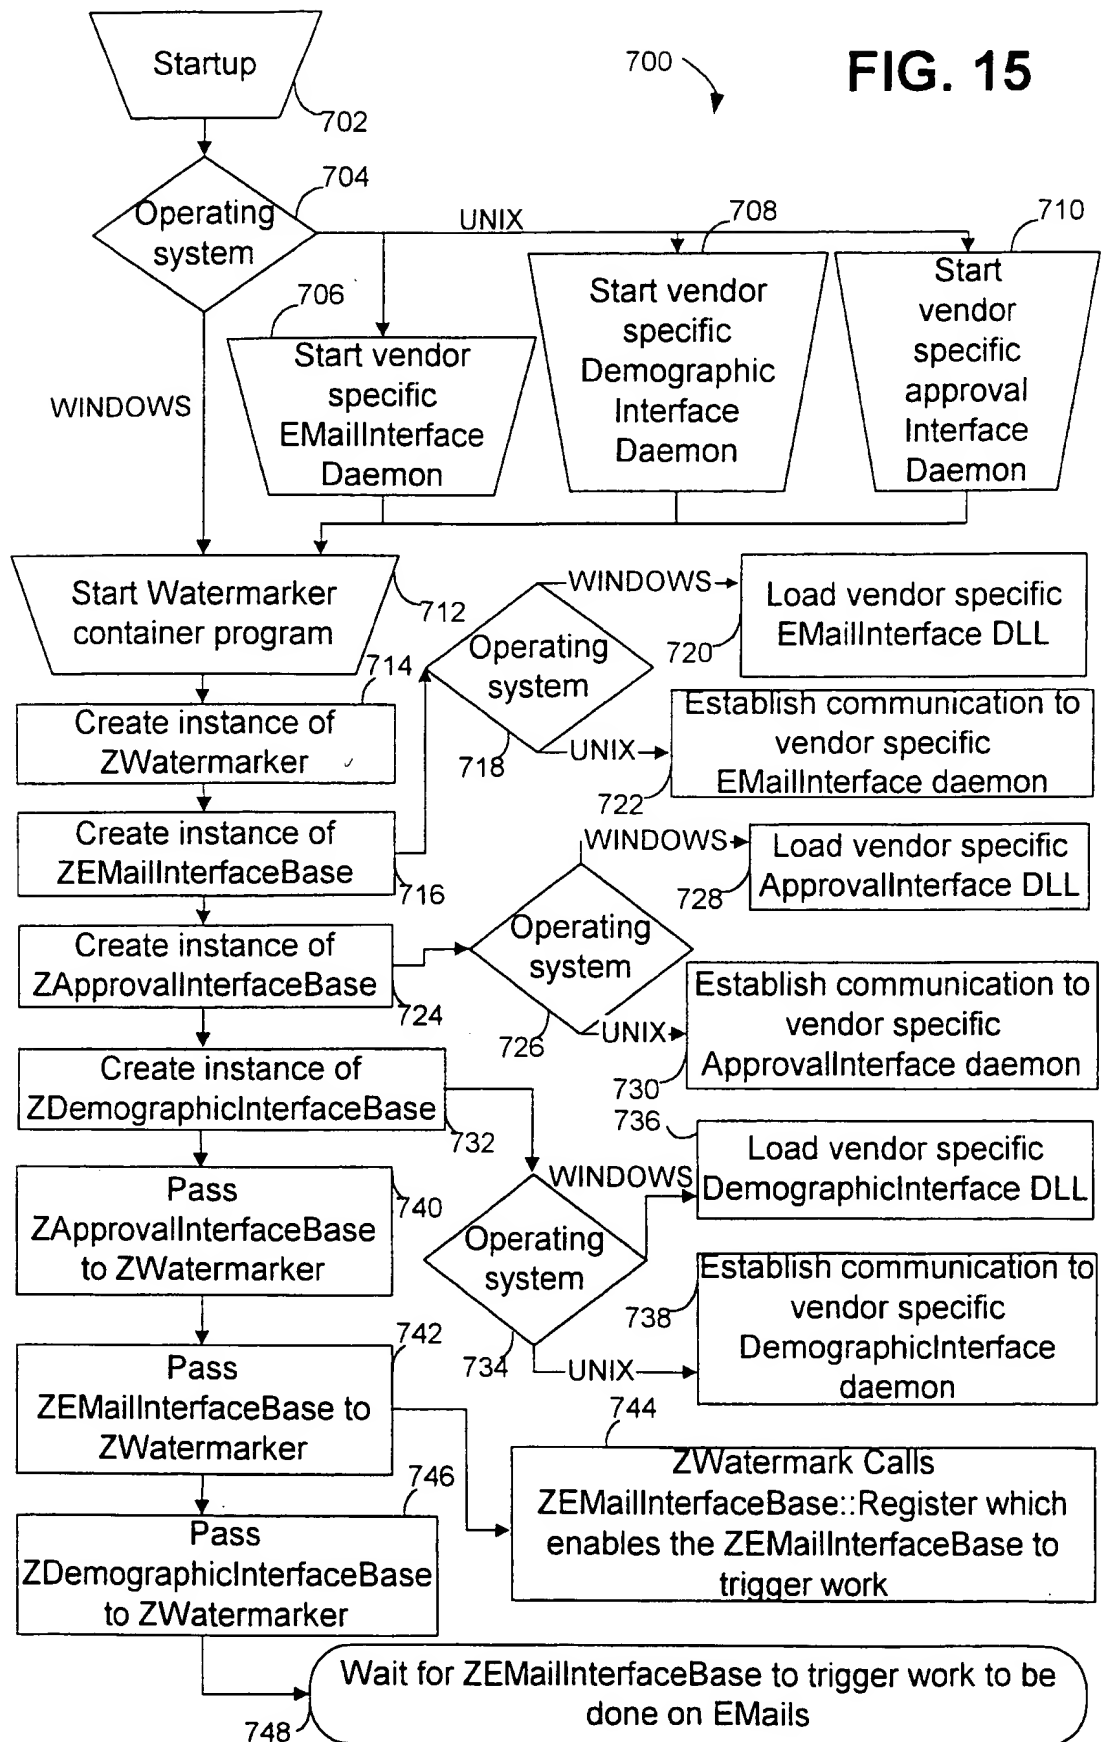 FIG. 15
700
Startup
702
704
Operating
system
UNIX
WINDOWS
706
Start vendor
specific
EMailInterface
Daemon
708
Start vendor
specific
Demographic
Interface
Daemon
710
Start
vendor
specific
approval
Interface
Daemon
Start Watermarker
container program
712
714
Create instance of
ZWatermarker
Operating
system
718
WINDOWS
Load vendor specific
EMailInterface DLL
720
UNIX
Establish communication to
vendor specific
EMailInterface daemon
722
Create instance of
ZEMailInterfaceBase
716
Create instance of
ZApprovalInterfaceBase
724
Operating
system
726
WINDOWS
Load vendor specific
ApprovalInterface DLL
728
UNIX
Establish communication to
vendor specific
ApprovalInterface daemon
730
Create instance of
ZDemographicInterfaceBase
732
Operating
system
734
WINDOWS
736
Load vendor specific
DemographicInterface DLL
UNIX
738
Establish communication to
vendor specific
DemographicInterface
daemon
Pass
ZApprovalInterfaceBase
to ZWatermarker
740
742
Pass
ZEMailInterfaceBase to
ZWatermarker
744
ZWatermark Calls
ZEMailInterfaceBase::Register which
enables the ZEMailInterfaceBase to
trigger work
746
Pass
ZDemographicInterfaceBase
to ZWatermarker
Wait for ZEMailInterfaceBase to trigger work to be
done on EMails
748